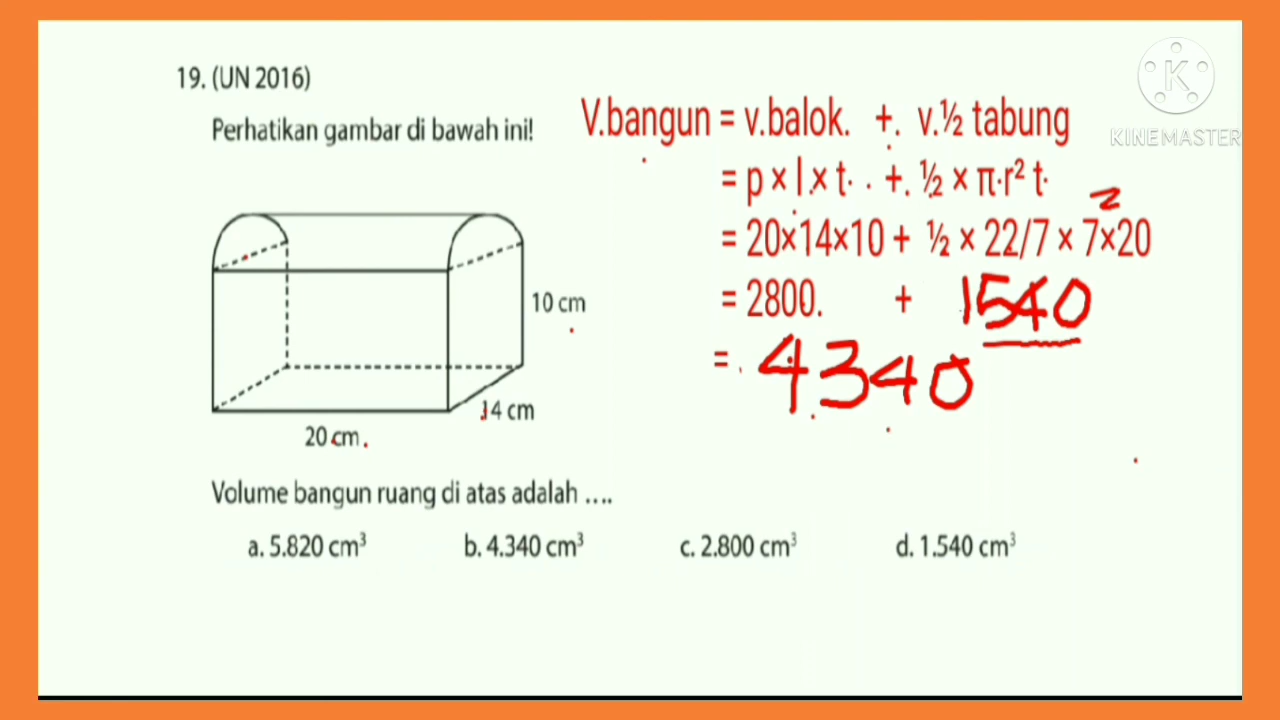 19. (UN 2016)
Perhatikan gambar di bawah ini!
10 cm
14 cm
20 cm
Volume bangun ruang di atas adalah ....
a. 5.820 cm³ b. 4.340 cm³ c. 2.800 cm³ d. 1.540 cm³
V.bangun = v.balok. +. v.½ tabung
= p × l × t. +. ½ × π.r² t.
= 20×14×10 + ½ × 22/7 × 7²×20
= 2800. + 1540
= 4340
K
KINEMASTER